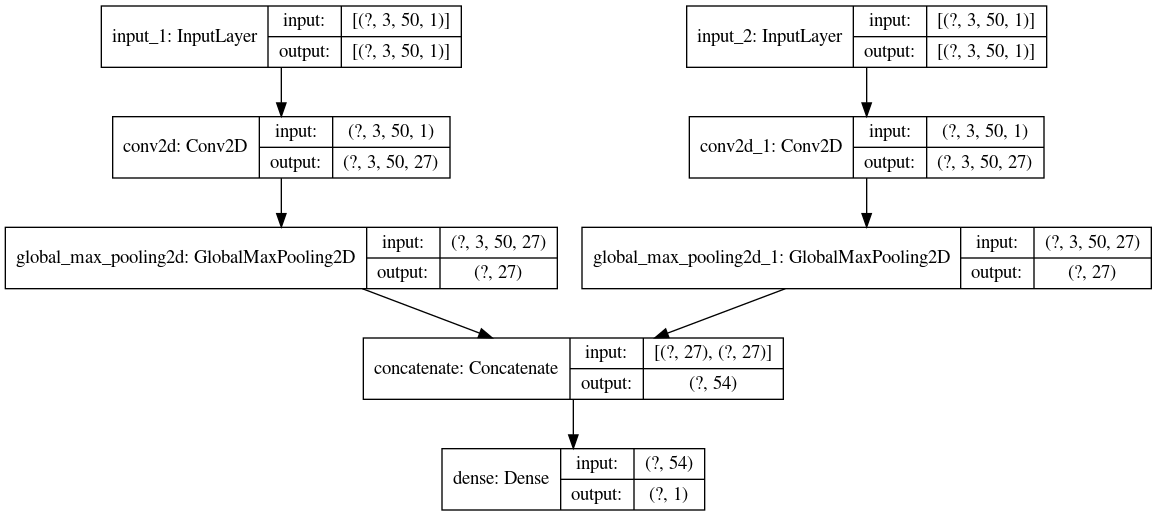 input_1: InputLayer
input: [(?, 3, 50, 1)]
output: [(?, 3, 50, 1)]
input_2: InputLayer
input: [(?, 3, 50, 1)]
output: [(?, 3, 50, 1)]
conv2d: Conv2D
input: (?, 3, 50, 1)
output: (?, 3, 50, 27)
conv2d_1: Conv2D
input: (?, 3, 50, 1)
output: (?, 3, 50, 27)
global_max_pooling2d: GlobalMaxPooling2D
input: (?, 3, 50, 27)
output: (?, 27)
global_max_pooling2d_1: GlobalMaxPooling2D
input: (?, 3, 50, 27)
output: (?, 27)
concatenate: Concatenate
input: [(?, 27), (?, 27)]
output: (?, 54)
dense: Dense
input: (?, 54)
output: (?, 1)